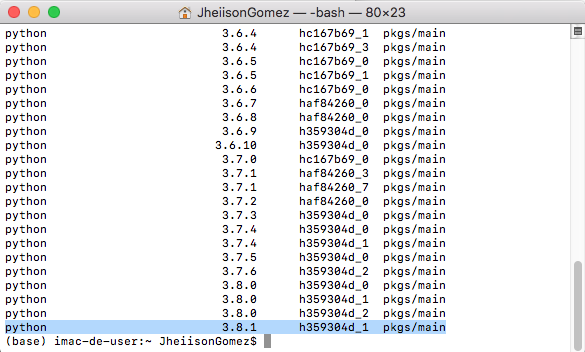 JheiisonGomez — -bash — 80×23
python 3.6.4 hc167b69_1 pkgs/main
python 3.6.4 hc167b69_3 pkgs/main
python 3.6.5 hc167b69_0 pkgs/main
python 3.6.5 hc167b69_1 pkgs/main
python 3.6.6 hc167b69_0 pkgs/main
python 3.6.7 haf84260_0 pkgs/main
python 3.6.8 haf84260_0 pkgs/main
python 3.6.9 h359304d_0 pkgs/main
python 3.6.10 h359304d_0 pkgs/main
python 3.7.0 hc167b69_0 pkgs/main
python 3.7.1 haf84260_3 pkgs/main
python 3.7.1 haf84260_7 pkgs/main
python 3.7.2 haf84260_0 pkgs/main
python 3.7.3 h359304d_0 pkgs/main
python 3.7.4 h359304d_0 pkgs/main
python 3.7.4 h359304d_1 pkgs/main
python 3.7.5 h359304d_0 pkgs/main
python 3.7.6 h359304d_2 pkgs/main
python 3.8.0 h359304d_0 pkgs/main
python 3.8.0 h359304d_1 pkgs/main
python 3.8.0 h359304d_2 pkgs/main
python 3.8.1 h359304d_1 pkgs/main
(base) imac-de-user:~ JheiisonGomez$